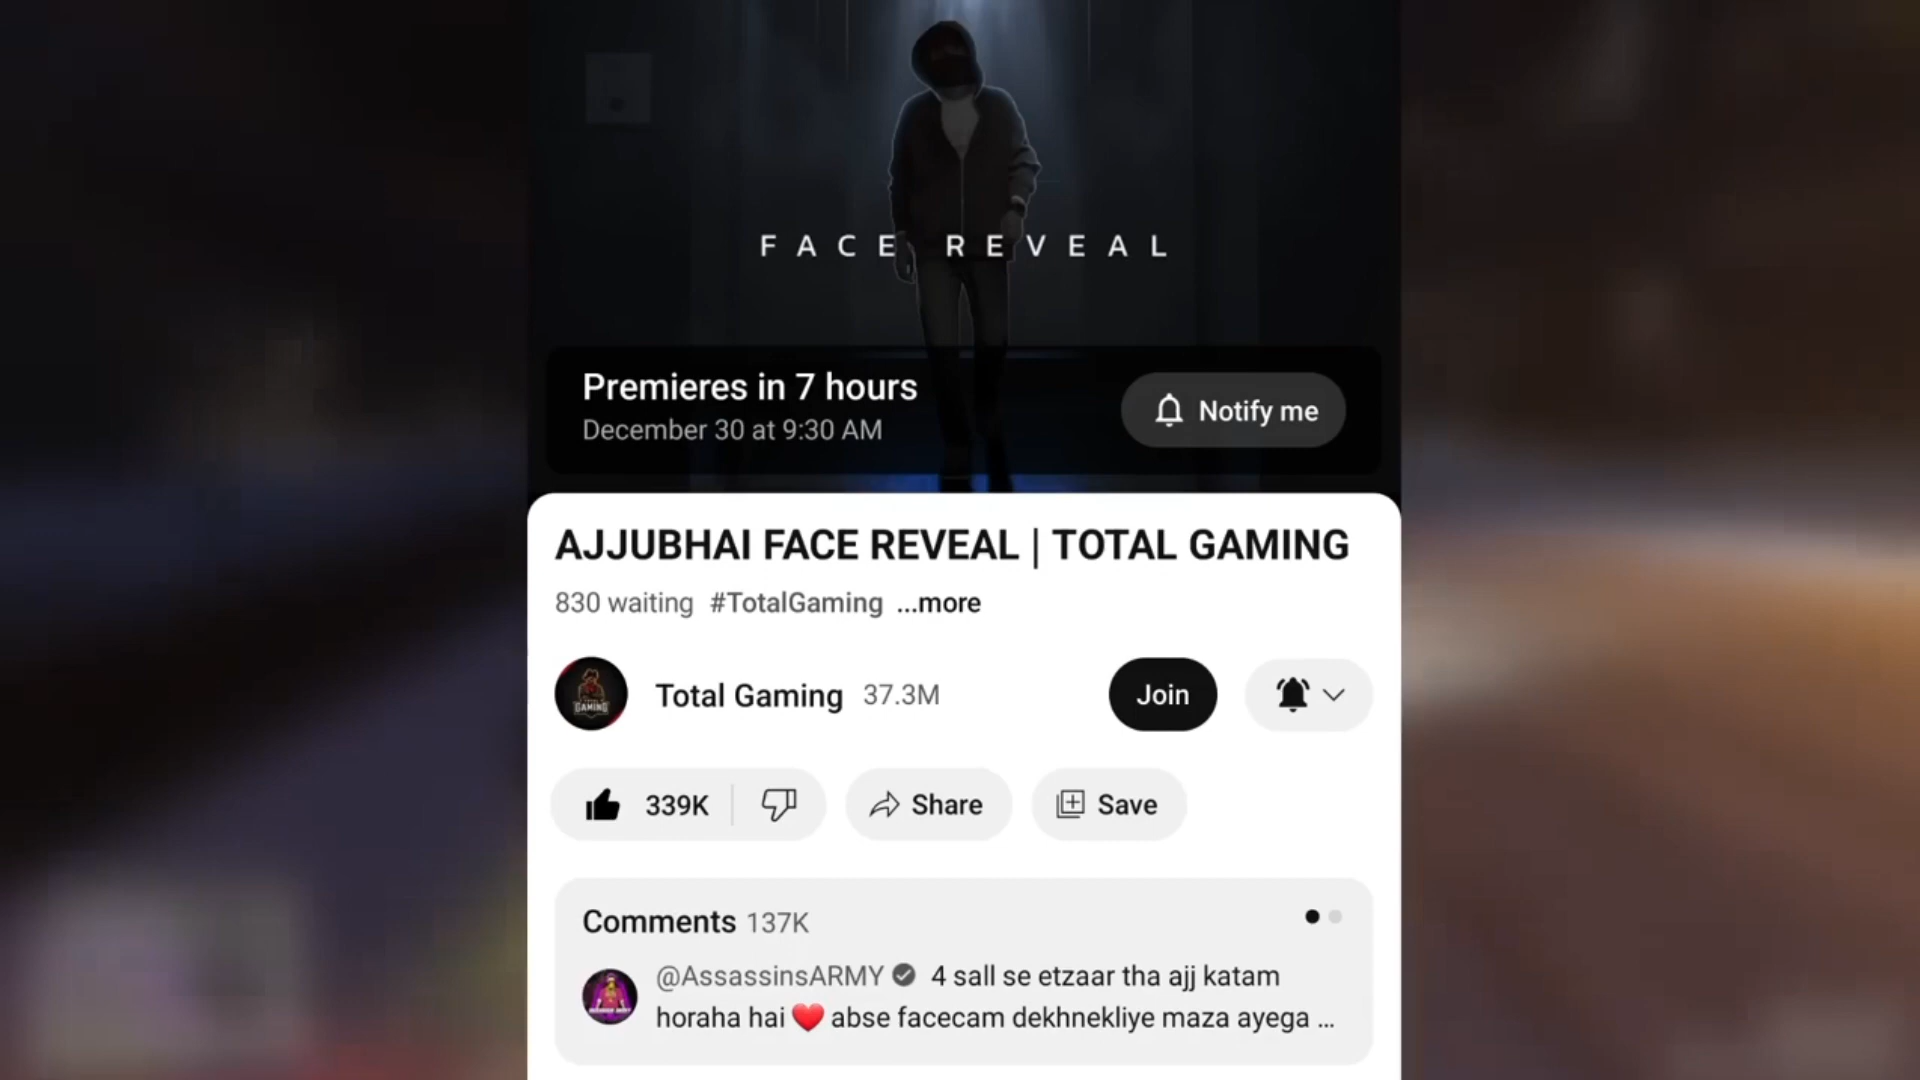 FACE REVEAL
Premieres in 7 hours
December 30 at 9:30 AM
Notify me
AJJUBHAI FACE REVEAL | TOTAL GAMING
830 waiting #TotalGaming ...more
GAMING
Total Gaming 37.3M
Join
339K
Share
Save
Comments 137K
@AssassinsARMY 4 sall se etzaar tha ajj katam
horaha hai ❤️ abse facecam dekhnekliye maza ayega ...